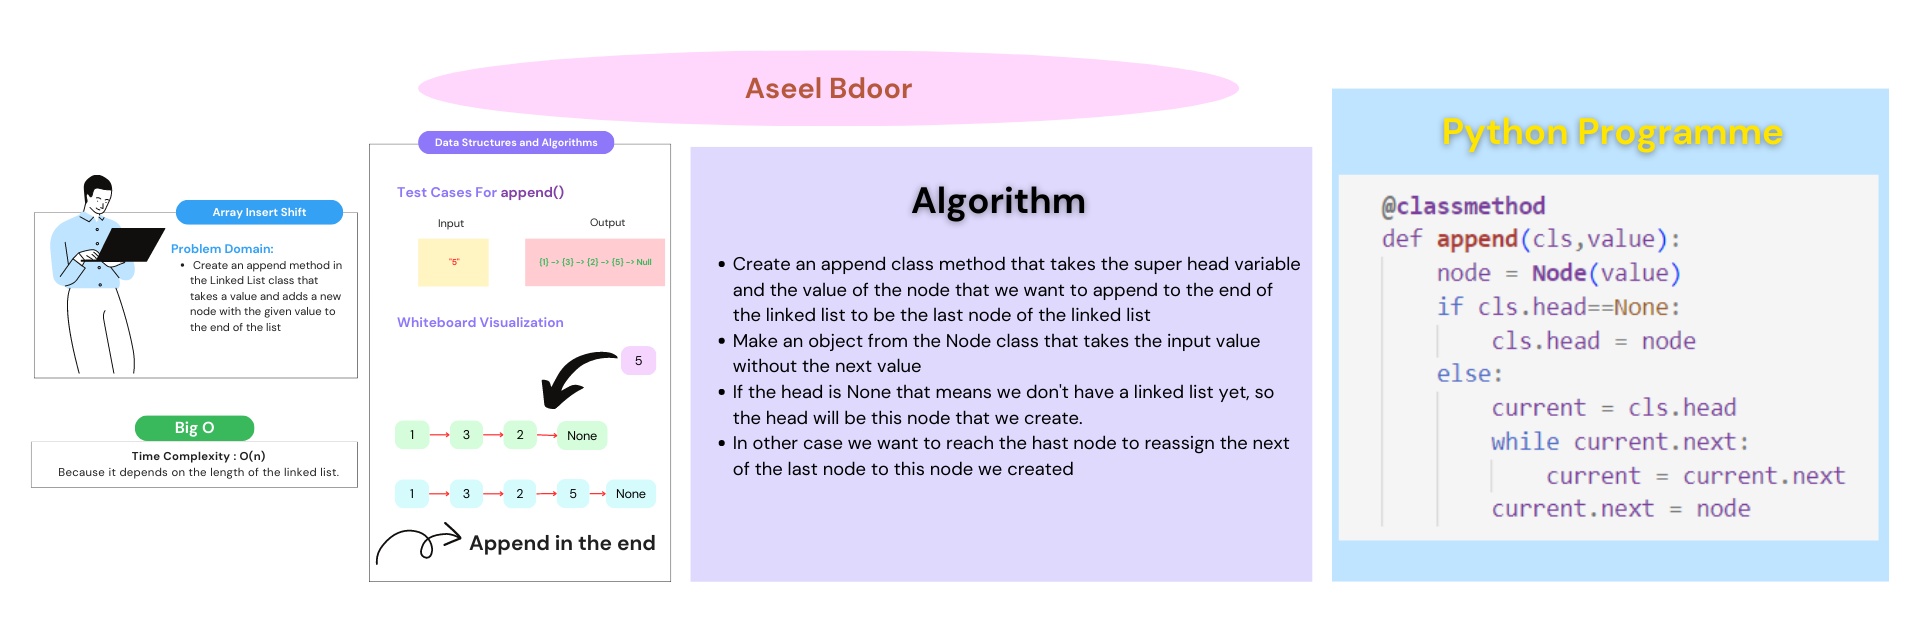 Aseel Bdoor
Array Insert Shift
Problem Domain:
• Create an append method in
the Linked List class that
takes a value and adds a new
node with the given value to
the end of the list
Big O
Time Complexity : O(n)
Because it depends on the length of the linked list.
Data Structures and Algorithms
Test Cases For append()
Input
Output
"5"
{1} -> {3} -> {2} -> {5} -> Null
Whiteboard Visualization
5
1 3 2 None
1 3 2 5 None
Append in the end
Algorithm
• Create an append class method that takes the super head variable
and the value of the node that we want to append to the end of
the linked list to be the last node of the linked list
• Make an object from the Node class that takes the input value
without the next value
• If the head is None that means we don't have a linked list yet, so
the head will be this node that we create.
• In other case we want to reach the hast node to reassign the next
of the last node to this node we created
Python Programme
@classmethod
def append(cls,value):
node = Node(value)
if cls.head==None:
cls.head = node
else:
current = cls.head
while current.next:
current = current.next
current.next = node